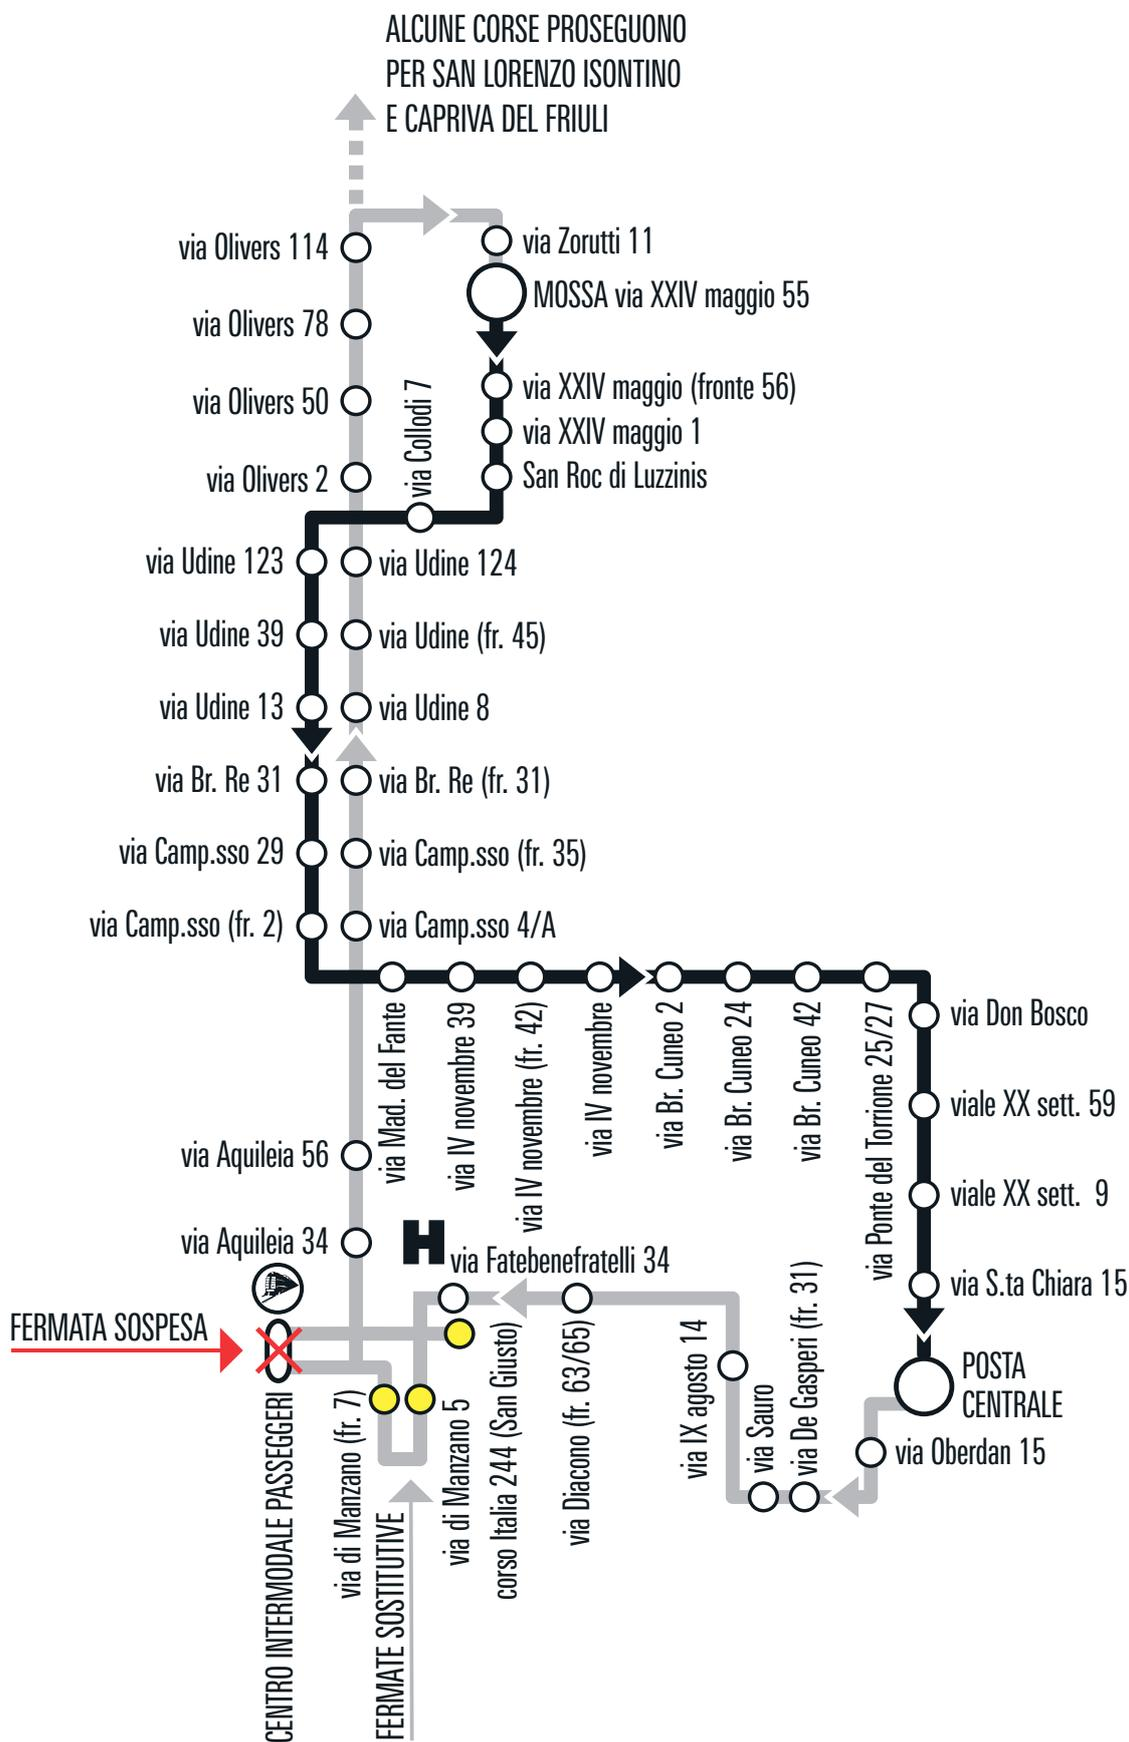 ALCUNE CORSE PROSEGUONO
PER SAN LORENZO ISONTINO
E CAPRIVA DEL FRIULI
via Olivers 114
via Zorutti 11
MOSSA via XXIV maggio 55
via Olivers 78
via XXIV maggio (fronte 56)
via Olivers 50
via Collodi 7
via XXIV maggio 1
via Olivers 2
San Roc di Luzzinis
via Udine 123
via Udine 124
via Udine 39
via Udine (fr. 45)
via Udine 13
via Udine 8
via Br. Re 31
via Br. Re (fr. 31)
via Camp.sso 29
via Camp.sso (fr. 35)
via Camp.sso (fr. 2)
via Camp.sso 4/A
via Mad. del Fante
via IV novembre 39
via IV novembre (fr. 42)
via IV novembre
via Br. Cuneo 2
via Br. Cuneo 24
via Br. Cuneo 42
via Ponte del Torrione 25/27
via Don Bosco
viale XX sett. 59
viale XX sett. 9
via S.ta Chiara 15
POSTA
CENTRALE
via Oberdan 15
via De Gasperi (fr. 31)
via Sauro
via IX agosto 14
via Diacono (fr. 63/65)
via Fatebenefratelli 34
H
corso Italia 244 (San Giusto)
via di Manzano 5
via di Manzano (fr. 7)
via Aquileia 56
via Aquileia 34
FERMATA SOSPESA
CENTRO INTERMODALE PASSEGGERI
FERMATE SOSTITUTIVE